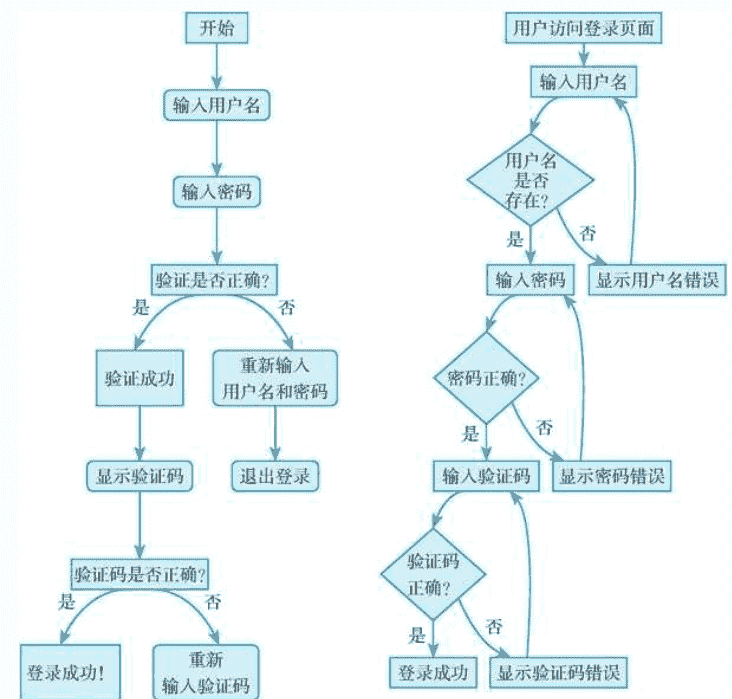 开始
输入用户名
输入密码
验证是否正确?
是
否
验证成功
重新输入
用户名和密码
显示验证码
退出登录
验证码是否正确?
是
否
登录成功!
重新
输入验证码
用户访问登录页面
输入用户名
用户名
是否
存在?
是
否
输入密码
显示用户名错误
密码正确?
是
否
输入验证码
显示密码错误
验证码
正确?
是
否
登录成功
显示验证码错误